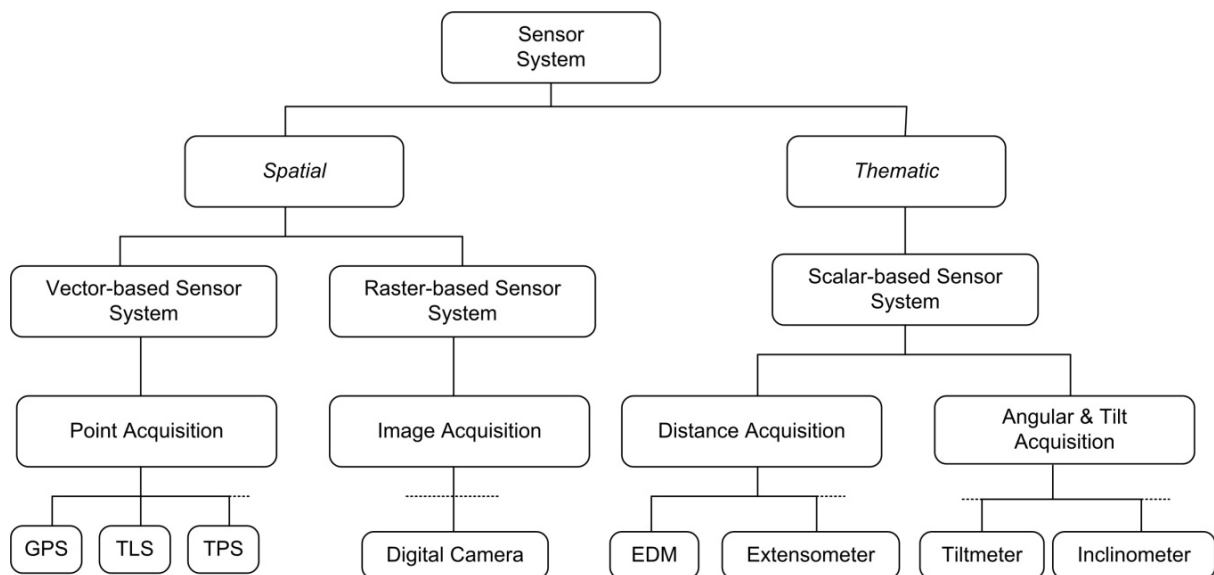 Sensor
System
Spatial
Thematic
Vector-based Sensor
System
Raster-based Sensor
System
Scalar-based Sensor
System
Point Acquisition
Image Acquisition
Distance Acquisition
Angular & Tilt
Acquisition
GPS
TLS
TPS
Digital Camera
EDM
Extensometer
Tiltmeter
Inclinometer